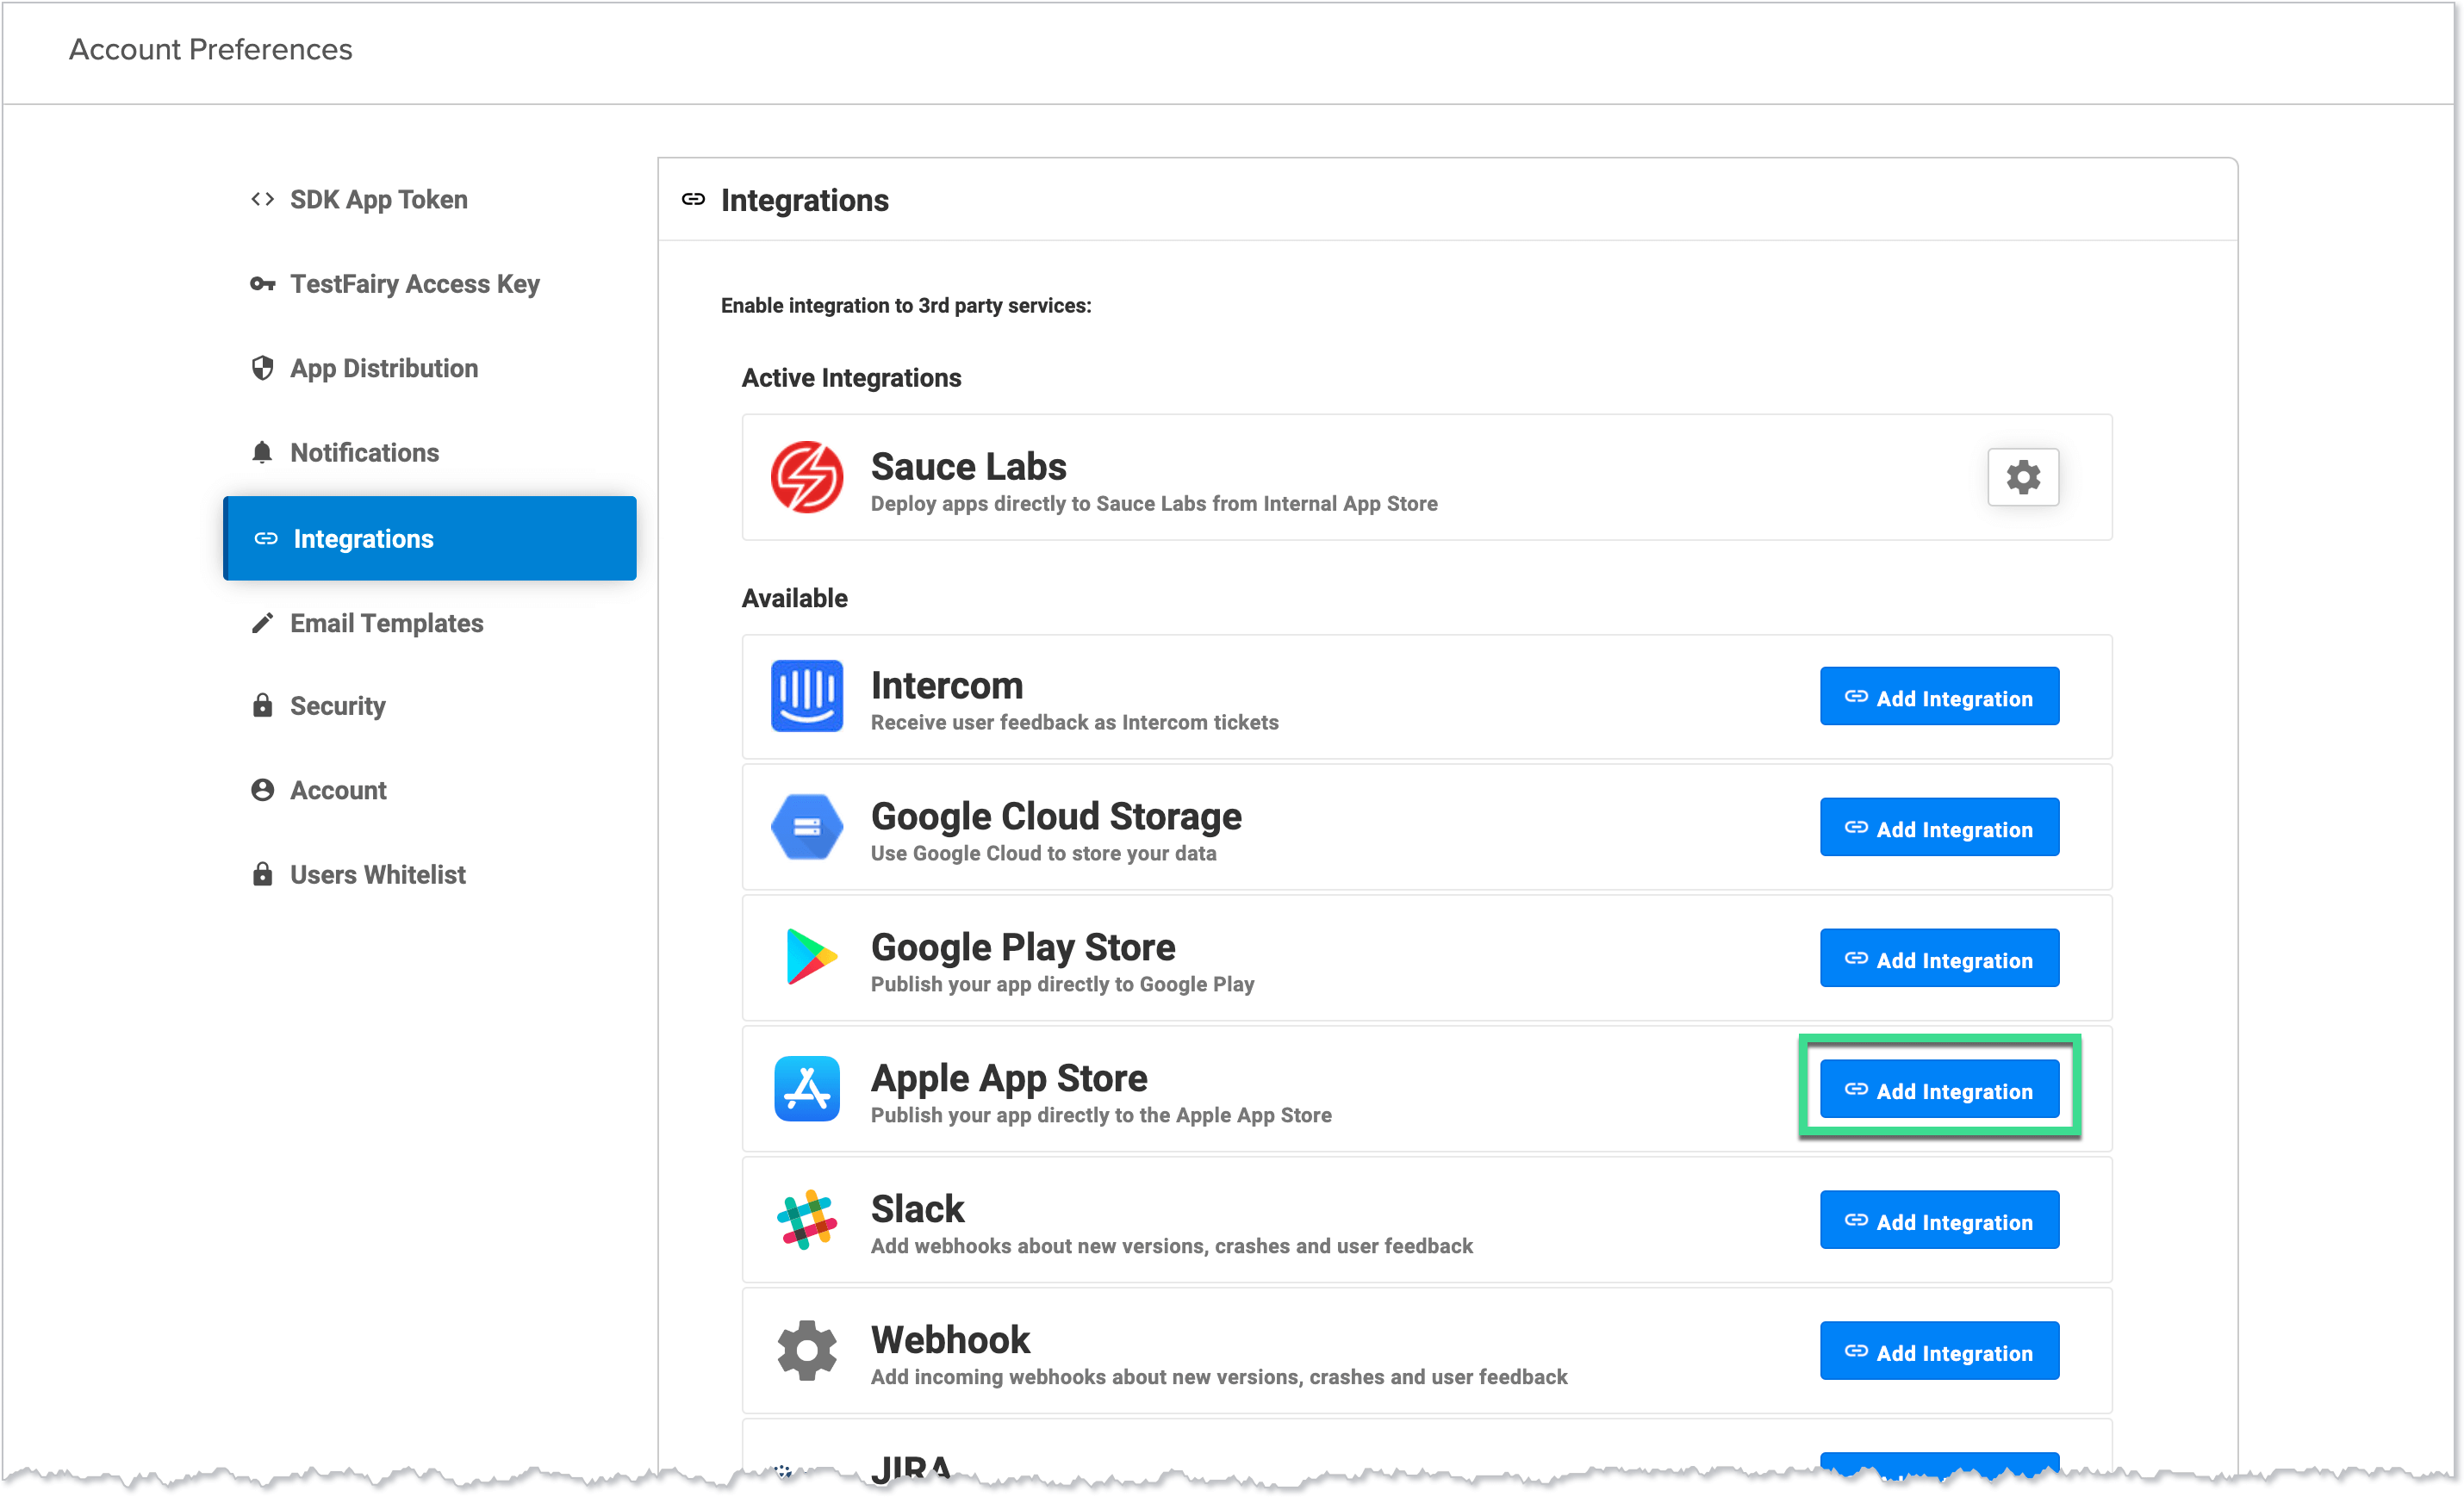 Account Preferences
SDK App Token
TestFairy Access Key
App Distribution
Notifications
Integrations
Email Templates
Security
Account
Users Whitelist
Integrations
Enable integration to 3rd party services:
Active Integrations
Sauce Labs
Deploy apps directly to Sauce Labs from Internal App Store
Available
Intercom
Receive user feedback as Intercom tickets
Add Integration
Google Cloud Storage
Use Google Cloud to store your data
Add Integration
Google Play Store
Publish your app directly to Google Play
Add Integration
Apple App Store
Publish your app directly to the Apple App Store
Add Integration
Slack
Add webhooks about new versions, crashes and user feedback
Add Integration
Webhook
Add incoming webhooks about new versions, crashes and user feedback
Add Integration
JIRA